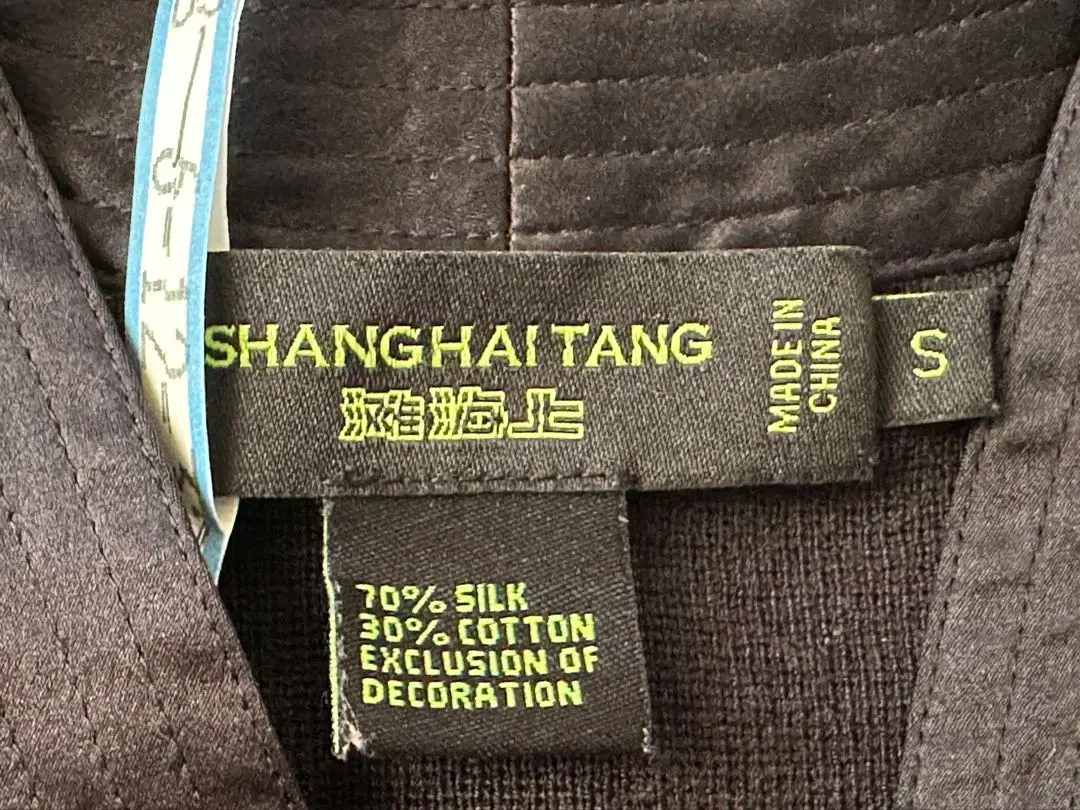 SHANGHAI TANG
灘海上
MADE IN
CHINA
S
70% SILK
30% COTTON
EXCLUSION OF
DECORATION